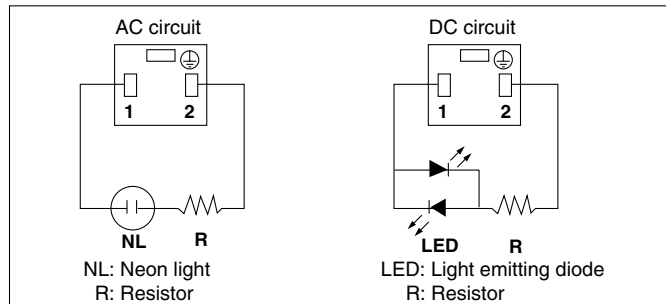 AC circuit
1 2
NL R
NL: Neon light
R: Resistor
DC circuit
1 2
LED R
LED: Light emitting diode
R: Resistor